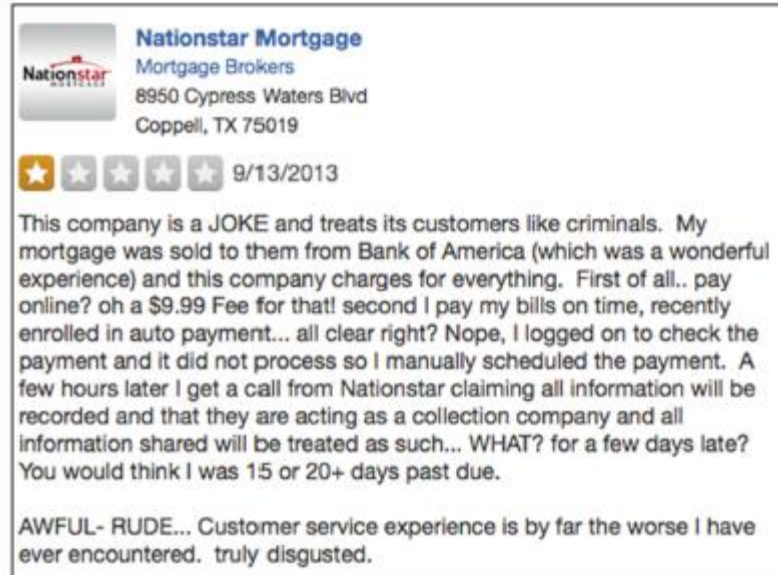 Nationstar
MORTGAGE
Nationstar Mortgage
Mortgage Brokers
8950 Cypress Waters Blvd
Coppell, TX 75019
9/13/2013
This company is a JOKE and treats its customers like criminals.  My
mortgage was sold to them from Bank of America (which was a wonderful
experience) and this company charges for everything.  First of all.. pay
online? oh a $9.99 Fee for that! second I pay my bills on time, recently
enrolled in auto payment... all clear right? Nope, I logged on to check the
payment and it did not process so I manually scheduled the payment.  A
few hours later I get a call from Nationstar claiming all information will be
recorded and that they are acting as a collection company and all
information shared will be treated as such... WHAT? for a few days late?
You would think I was 15 or 20+ days past due.
AWFUL- RUDE... Customer service experience is by far the worse I have
ever encountered.  truly disgusted.